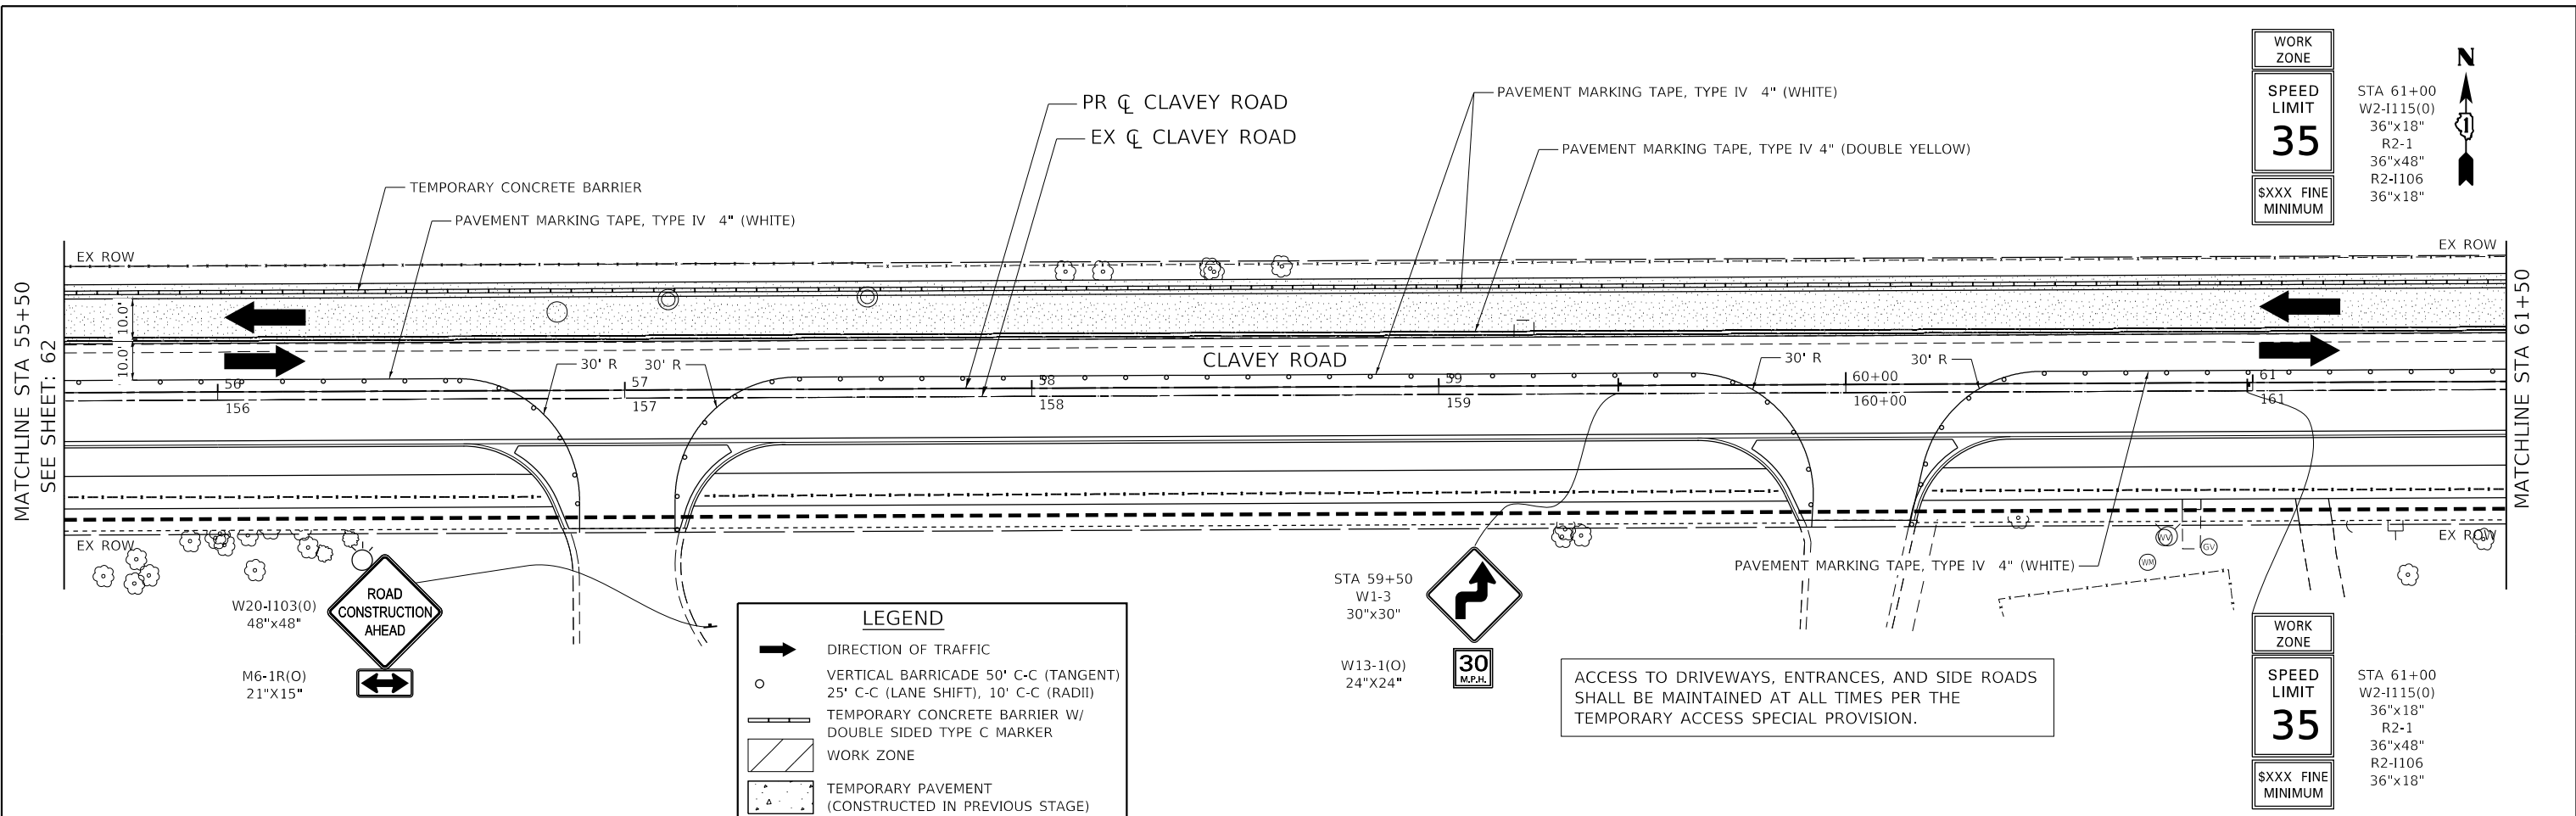 WORK
ZONE
SPEED
LIMIT
35
$XXX FINE
MINIMUM
STA 61+00
W2-I115(0)
36"x18"
R2-1
36"x48"
R2-I106
36"x18"
N
1
PR ℄ CLAVEY ROAD
EX ℄ CLAVEY ROAD
PAVEMENT MARKING TAPE, TYPE IV 4" (WHITE)
PAVEMENT MARKING TAPE, TYPE IV 4" (DOUBLE YELLOW)
TEMPORARY CONCRETE BARRIER
PAVEMENT MARKING TAPE, TYPE IV 4" (WHITE)
EX ROW
EX ROW
MATCHLINE STA 55+50
SEE SHEET: 62
MATCHLINE STA 61+50
10.0'
10.0'
CLAVEY ROAD
30' R
30' R
30' R
30' R
56
57
58
59
60+00
61
156
157
158
159
160+00
161
EX ROW
EX ROW
WV
GV
WM
PAVEMENT MARKING TAPE, TYPE IV 4" (WHITE)
W20-I103(0)
48"x48"
ROAD
CONSTRUCTION
AHEAD
M6-1R(O)
21"X15"
LEGEND
DIRECTION OF TRAFFIC
VERTICAL BARRICADE 50' C-C (TANGENT)
25' C-C (LANE SHIFT), 10' C-C (RADII)
TEMPORARY CONCRETE BARRIER W/
DOUBLE SIDED TYPE C MARKER
WORK ZONE
TEMPORARY PAVEMENT
(CONSTRUCTED IN PREVIOUS STAGE)
STA 59+50
W1-3
30"x30"
W13-1(O)
24"X24"
30
M.P.H.
ACCESS TO DRIVEWAYS, ENTRANCES, AND SIDE ROADS
SHALL BE MAINTAINED AT ALL TIMES PER THE
TEMPORARY ACCESS SPECIAL PROVISION.
WORK
ZONE
SPEED
LIMIT
35
$XXX FINE
MINIMUM
STA 61+00
W2-I115(0)
36"x18"
R2-1
36"x48"
R2-I106
36"x18"